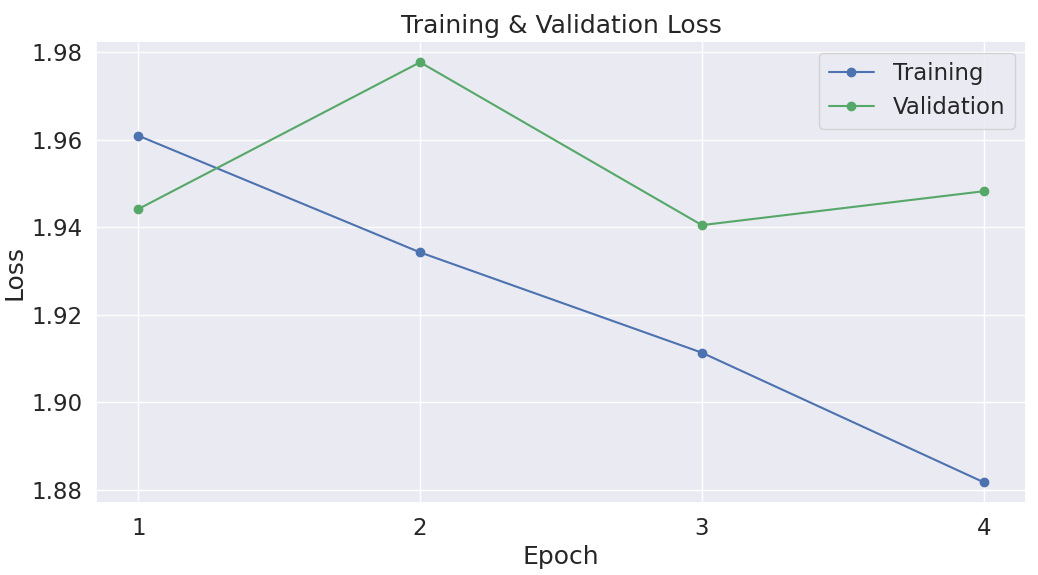 Training & Validation Loss
1.98
1.96
1.94
1.92
1.90
1.88
Loss
Training
Validation
1 2 3 4
Epoch